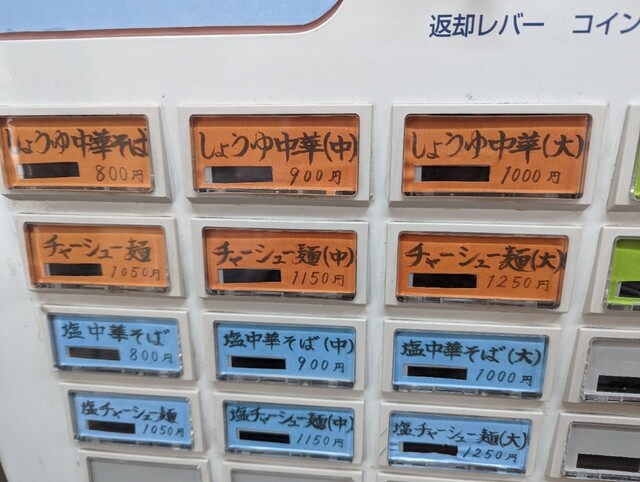 返却レバー　コイン
しょうゆ中華そば
800円
しょうゆ中華(中)
900円
しょうゆ中華(大)
1000円
チャーシュー麺
1050円
チャーシュー麺(中)
1150円
チャーシュー麺(大)
1250円
塩中華そば
800円
塩中華そば(中)
900円
塩中華そば(大)
1000円
塩チャーシュー麺
1050円
塩チャーシュー麺(中)
1150円
塩チャーシュー麺(大)
1250円